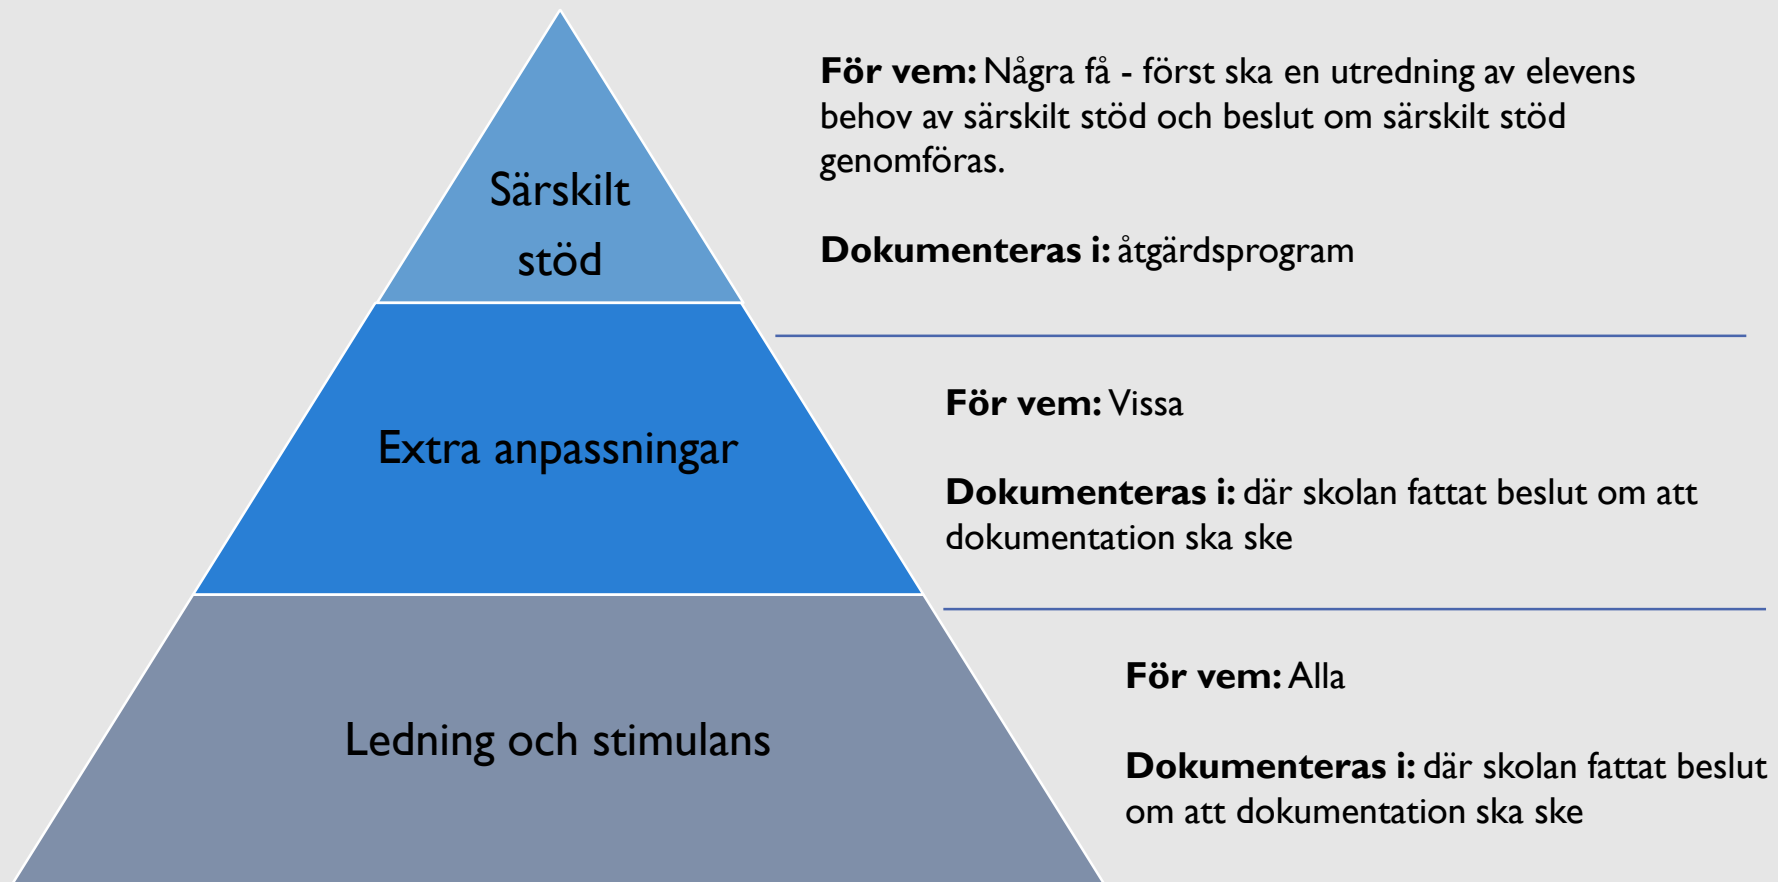 Särskilt
stöd
För vem: Några få - först ska en utredning av elevens
behov av särskilt stöd och beslut om särskilt stöd
genomföras.
Dokumenteras i: åtgärdsprogram
Extra anpassningar
För vem: Vissa
Dokumenteras i: där skolan fattat beslut om att
dokumentation ska ske
Ledning och stimulans
För vem: Alla
Dokumenteras i: där skolan fattat beslut
om att dokumentation ska ske